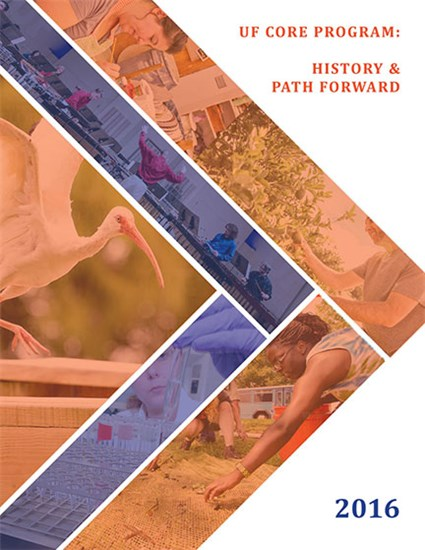 UF CORE PROGRAM:
HISTORY &
PATH FORWARD
2016